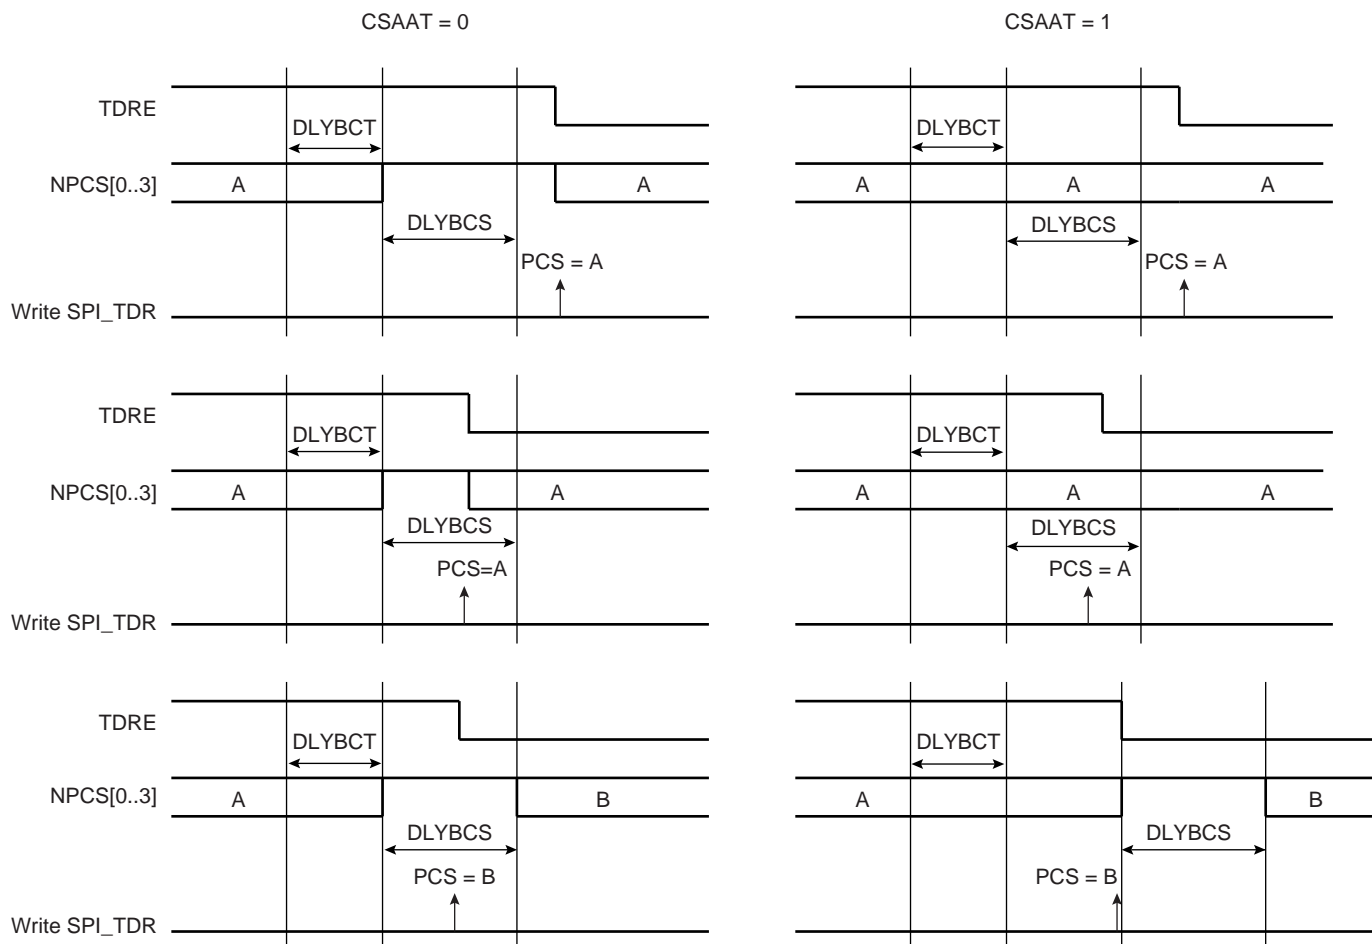 CSAAT = 0
CSAAT = 1
TDRE
DLYBCT
DLYBCT
NPCS[0..3]
A
A
A
A
A
DLYBCS
DLYBCS
PCS = A
PCS = A
Write SPI_TDR
TDRE
DLYBCT
DLYBCT
NPCS[0..3]
A
A
A
A
A
DLYBCS
DLYBCS
PCS=A
PCS = A
Write SPI_TDR
TDRE
DLYBCT
DLYBCT
NPCS[0..3]
A
B
A
B
DLYBCS
DLYBCS
PCS = B
PCS = B
Write SPI_TDR